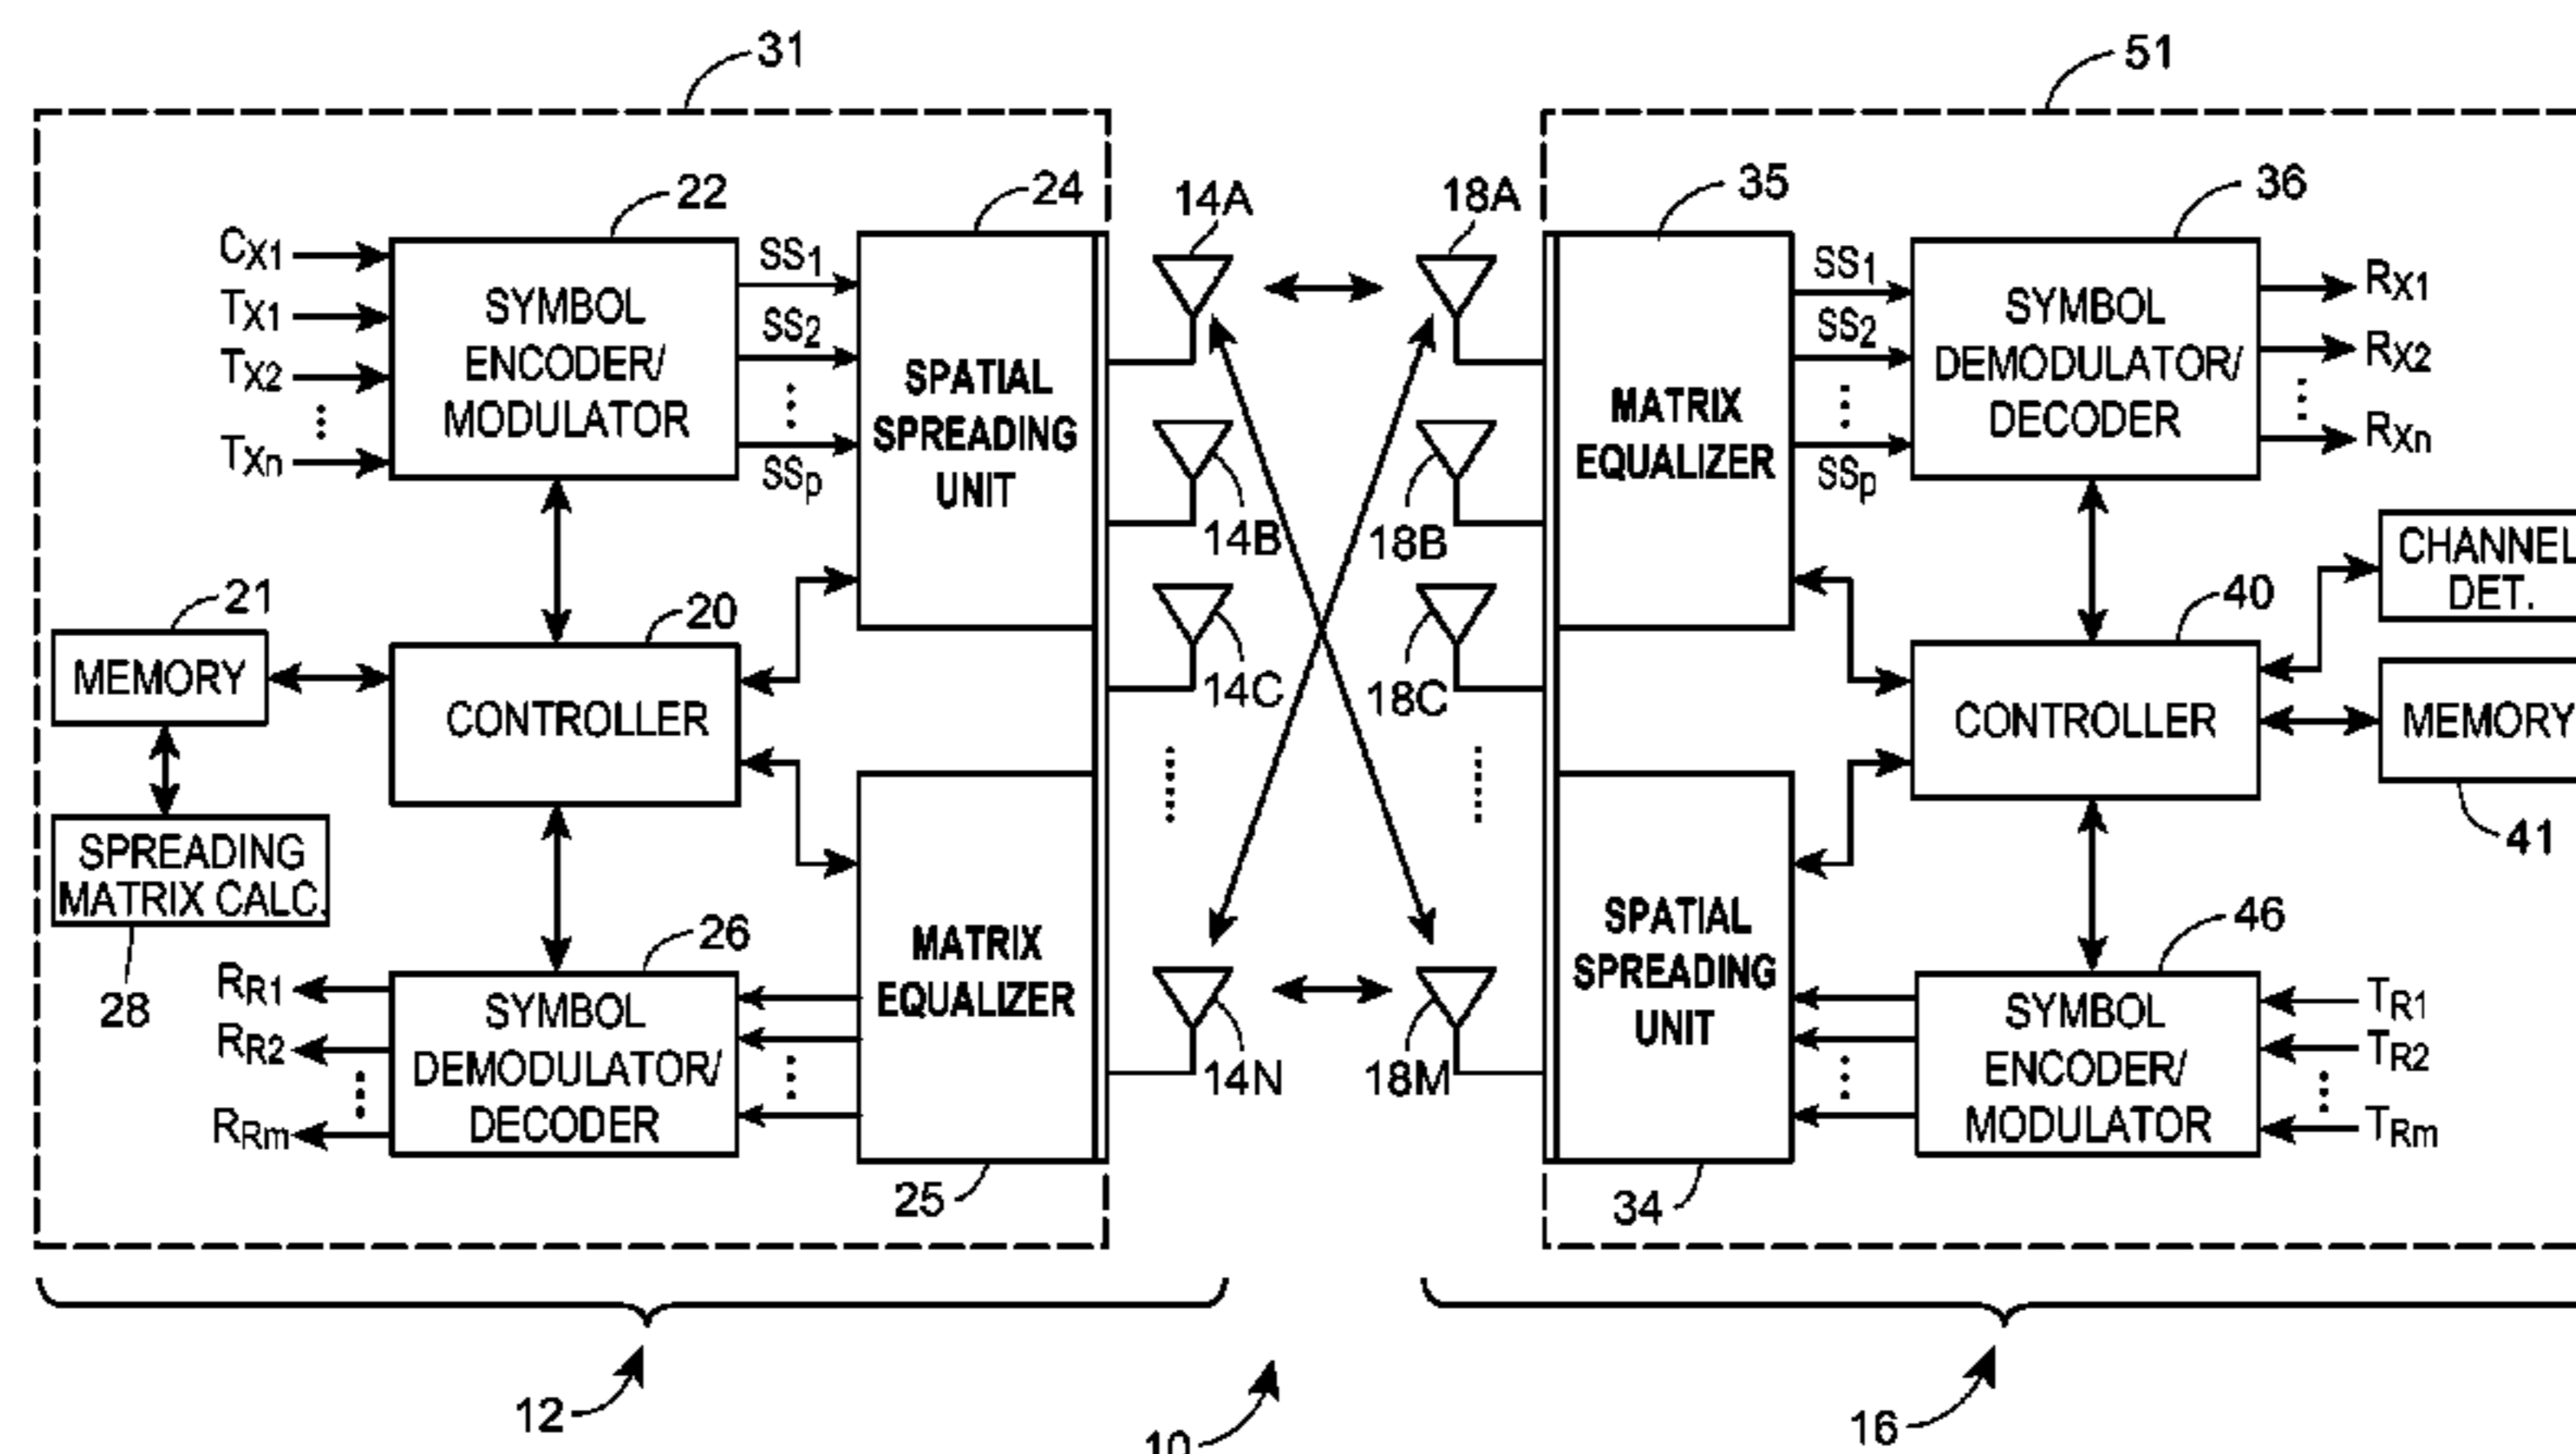 31
51
22
24
14A
18A
35
36
CX1
TX1
TX2
TXn
SYMBOL
ENCODER/
MODULATOR
SS1
SS2
SSp
SPATIAL
SPREADING
UNIT
14B
14C
14N
18B
18C
18M
MATRIX
EQUALIZER
SS1
SS2
SSp
SYMBOL
DEMODULATOR/
DECODER
RX1
RX2
RXn
CHANNEL
DET.
21
MEMORY
20
CONTROLLER
40
CONTROLLER
MEMORY
41
SPREADING
MATRIX CALC.
28
26
RR1
RR2
RRm
SYMBOL
DEMODULATOR/
DECODER
MATRIX
EQUALIZER
25
SPATIAL
SPREADING
UNIT
34
46
SYMBOL
ENCODER/
MODULATOR
TR1
TR2
TRm
12
10
16